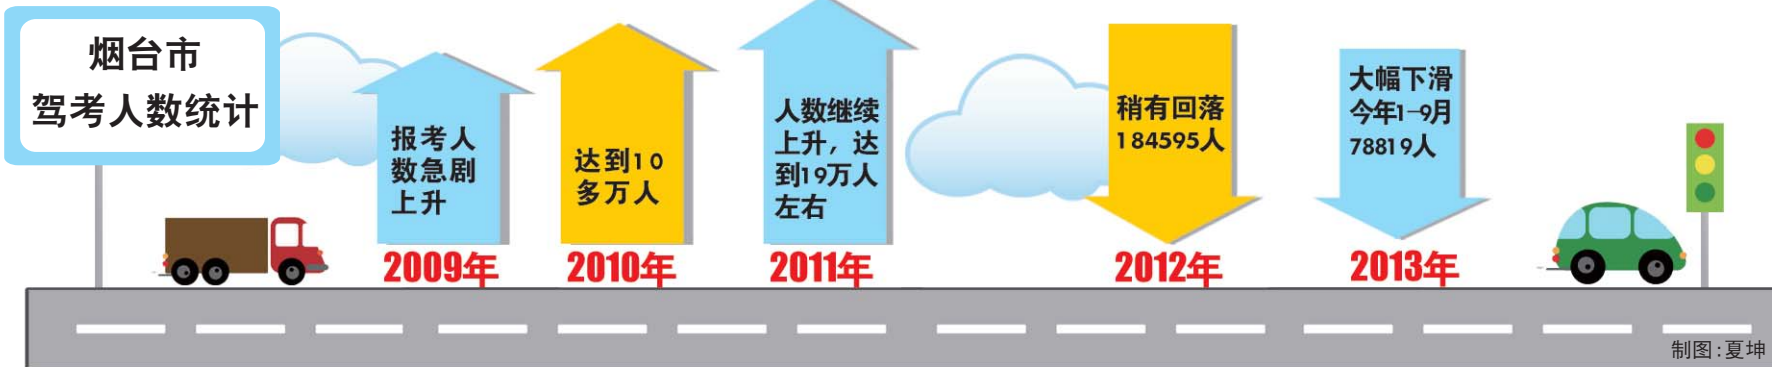 烟台市
驾考人数统计
报考人
数急剧
上升
2009年
达到10
多万人
2010年
人数继续
上升，达
到19万人
左右
2011年
稍有回落
184595人
2012年
大幅下滑
今年1-9月
78819人
2013年
制图:夏坤